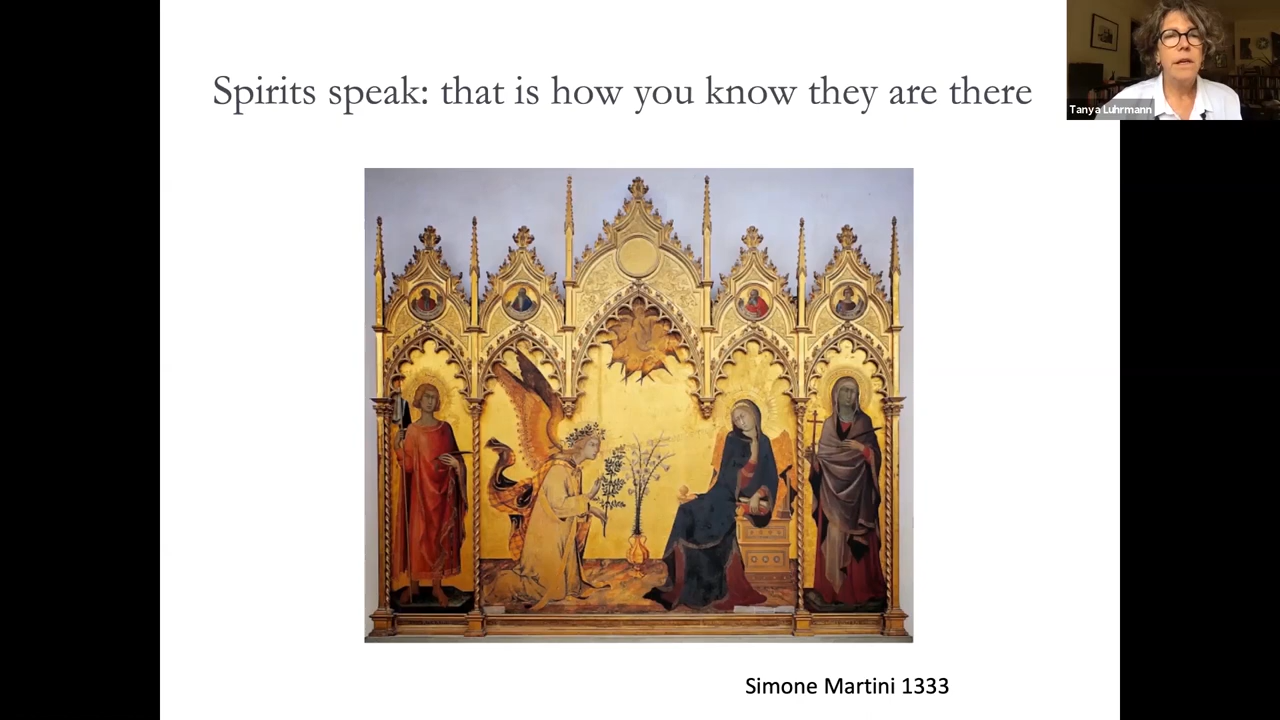 Spirits speak: that is how you know they are there
Tanya Luhrmann
Simone Martini 1333